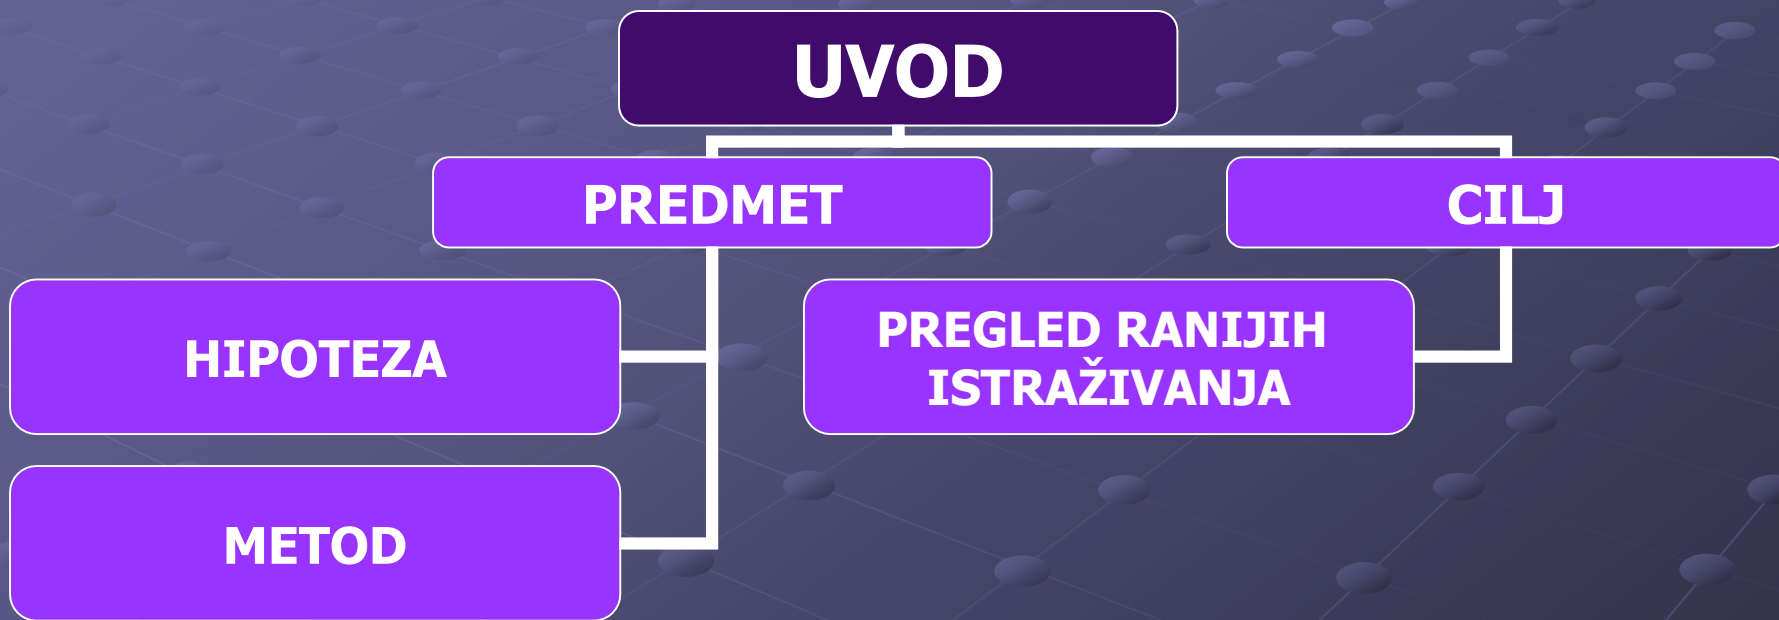 UVOD
PREDMET
CILJ
HIPOTEZA
PREGLED RANIJIH
ISTRAŽIVANJA
METOD